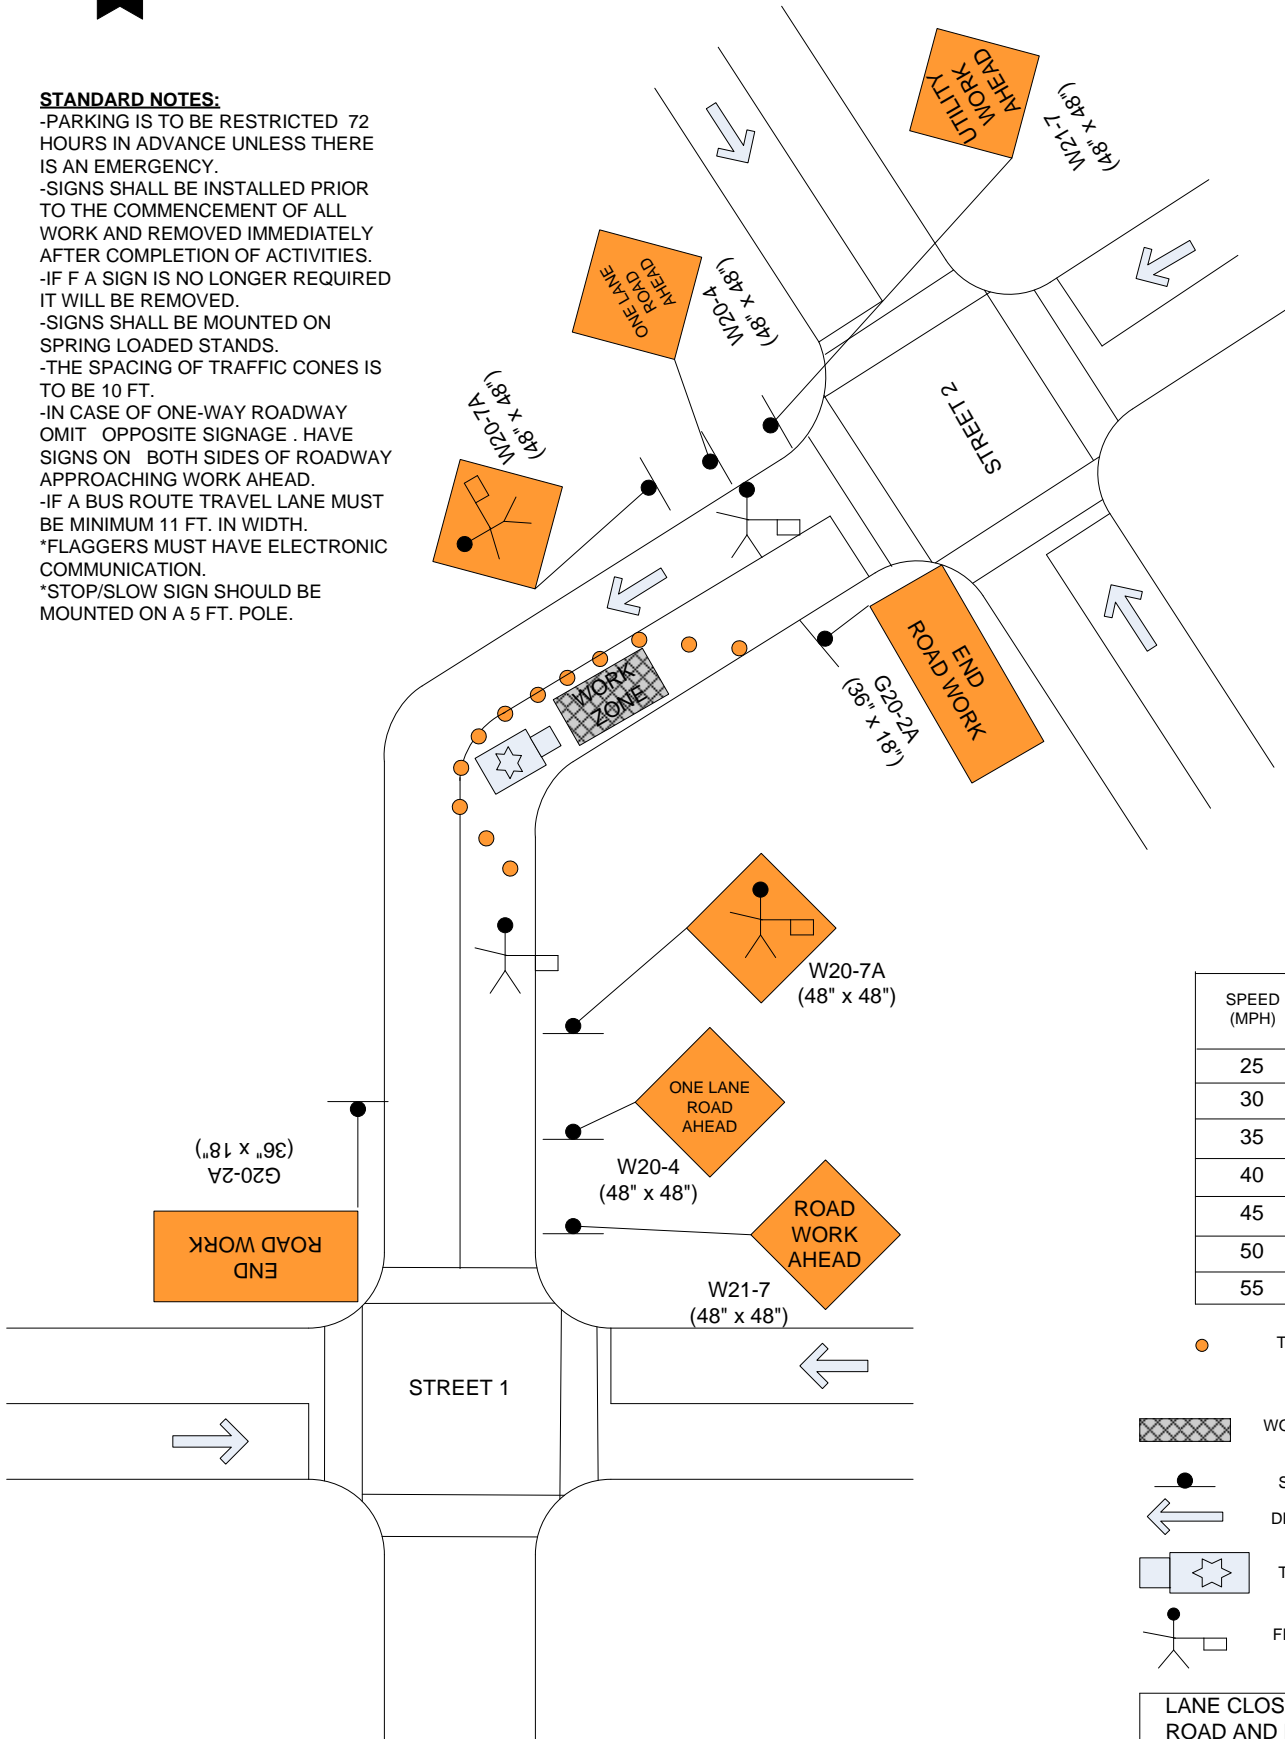 STANDARD NOTES:
-PARKING IS TO BE RESTRICTED 72
HOURS IN ADVANCE UNLESS THERE
IS AN EMERGENCY.
-SIGNS SHALL BE INSTALLED PRIOR
TO THE COMMENCEMENT OF ALL
WORK AND REMOVED IMMEDIATELY
AFTER COMPLETION OF ACTIVITIES.
-IF F A SIGN IS NO LONGER REQUIRED
IT WILL BE REMOVED.
-SIGNS SHALL BE MOUNTED ON
SPRING LOADED STANDS.
-THE SPACING OF TRAFFIC CONES IS
TO BE 10 FT.
-IN CASE OF ONE-WAY ROADWAY
OMIT OPPOSITE SIGNAGE . HAVE
SIGNS ON BOTH SIDES OF ROADWAY
APPROACHING WORK AHEAD.
-IF A BUS ROUTE TRAVEL LANE MUST
BE MINIMUM 11 FT. IN WIDTH.
*FLAGGERS MUST HAVE ELECTRONIC
COMMUNICATION.
*STOP/SLOW SIGN SHOULD BE
MOUNTED ON A 5 FT. POLE.
UTILITY
WORK
AHEAD
W21-7
(48" x 48")
ONE LANE
ROAD
AHEAD
W20-4
(48" x 48")
W20-7A
(48" x 48")
STREET 2
END
ROAD WORK
G20-2A
(36" x 18")
WORK
ZONE
W20-7A
(48" x 48")
ONE LANE
ROAD
AHEAD
W20-4
(48" x 48")
ROAD
WORK
AHEAD
W21-7
(48" x 48")
G20-2A
(36" x 18")
END
ROAD WORK
STREET 1
SPEED
(MPH)
25
30
35
40
45
50
55
T
WO
S
DI
T
FL
LANE CLOS
ROAD AND